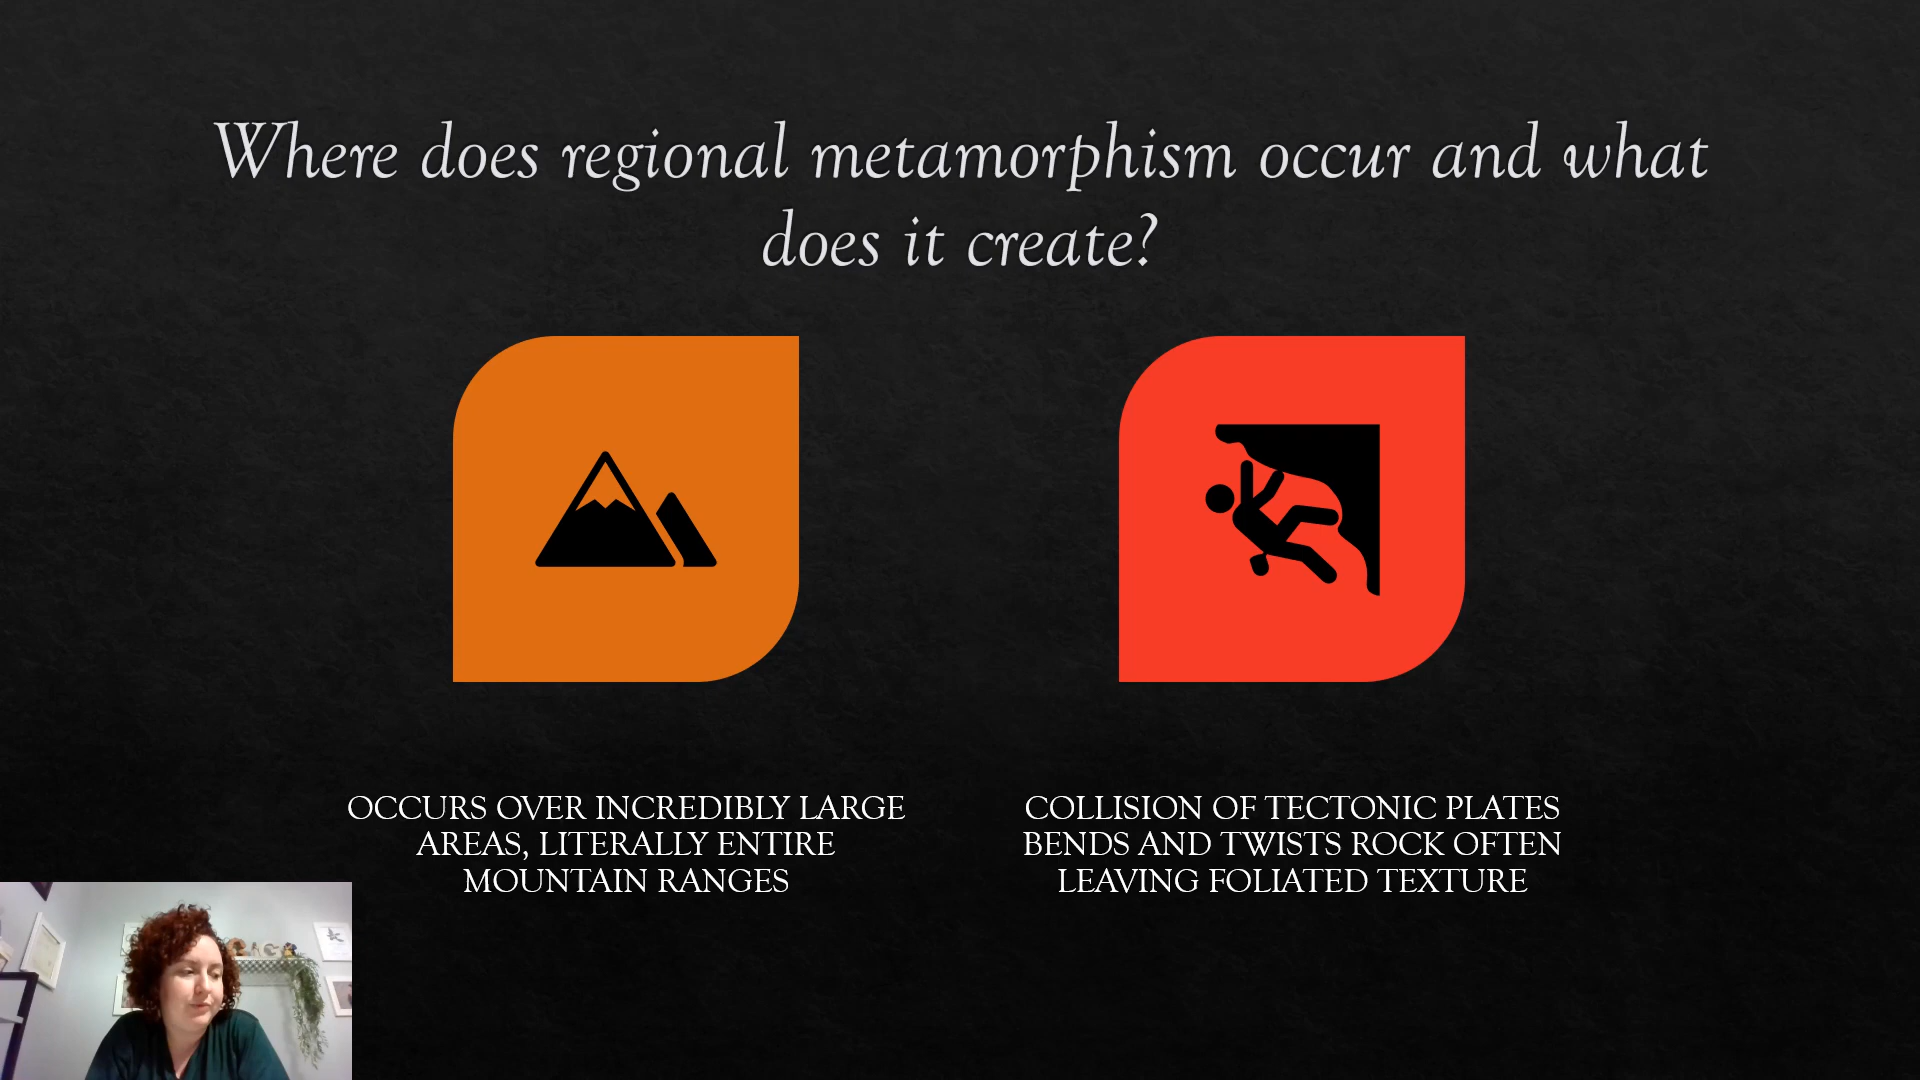 Where does regional metamorphism occur and what
does it create?
OCCURS OVER INCREDIBLY LARGE
AREAS, LITERALLY ENTIRE
MOUNTAIN RANGES
COLLISION OF TECTONIC PLATES
BENDS AND TWISTS ROCK OFTEN
LEAVING FOLIATED TEXTURE